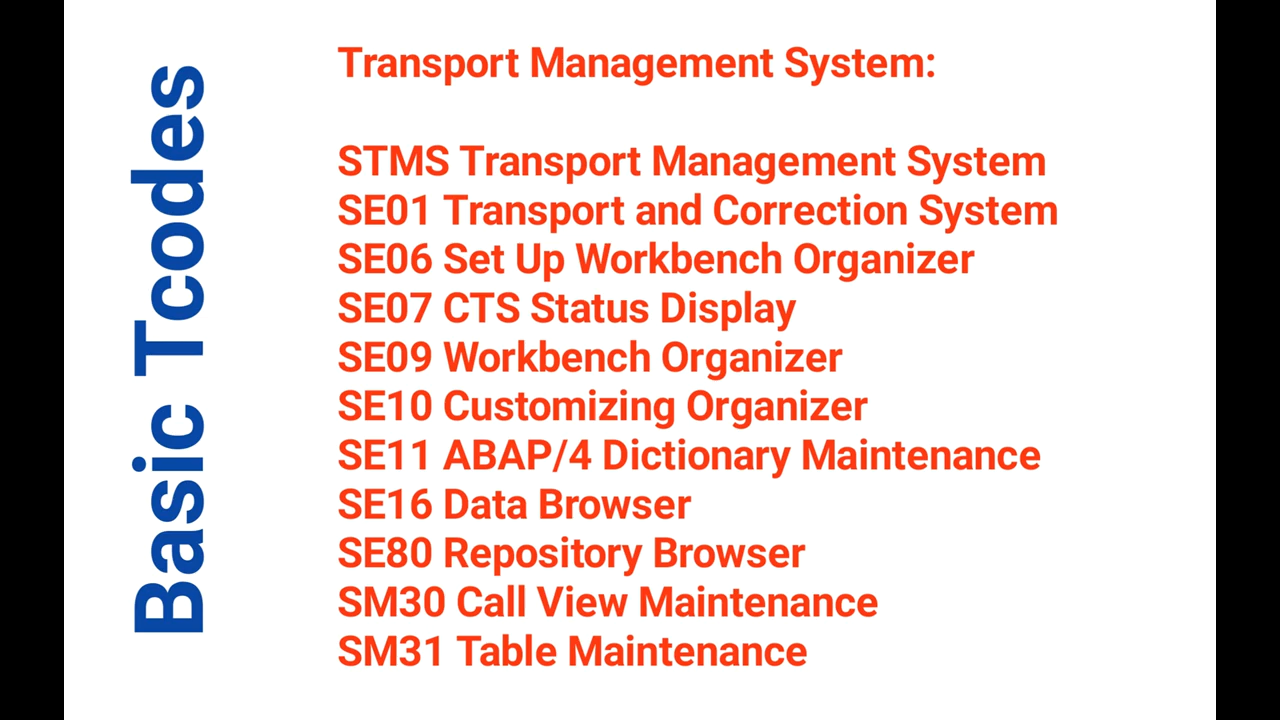 Basic Tcodes
Transport Management System:
STMS Transport Management System
SE01 Transport and Correction System
SE06 Set Up Workbench Organizer
SE07 CTS Status Display
SE09 Workbench Organizer
SE10 Customizing Organizer
SE11 ABAP/4 Dictionary Maintenance
SE16 Data Browser
SE80 Repository Browser
SM30 Call View Maintenance
SM31 Table Maintenance